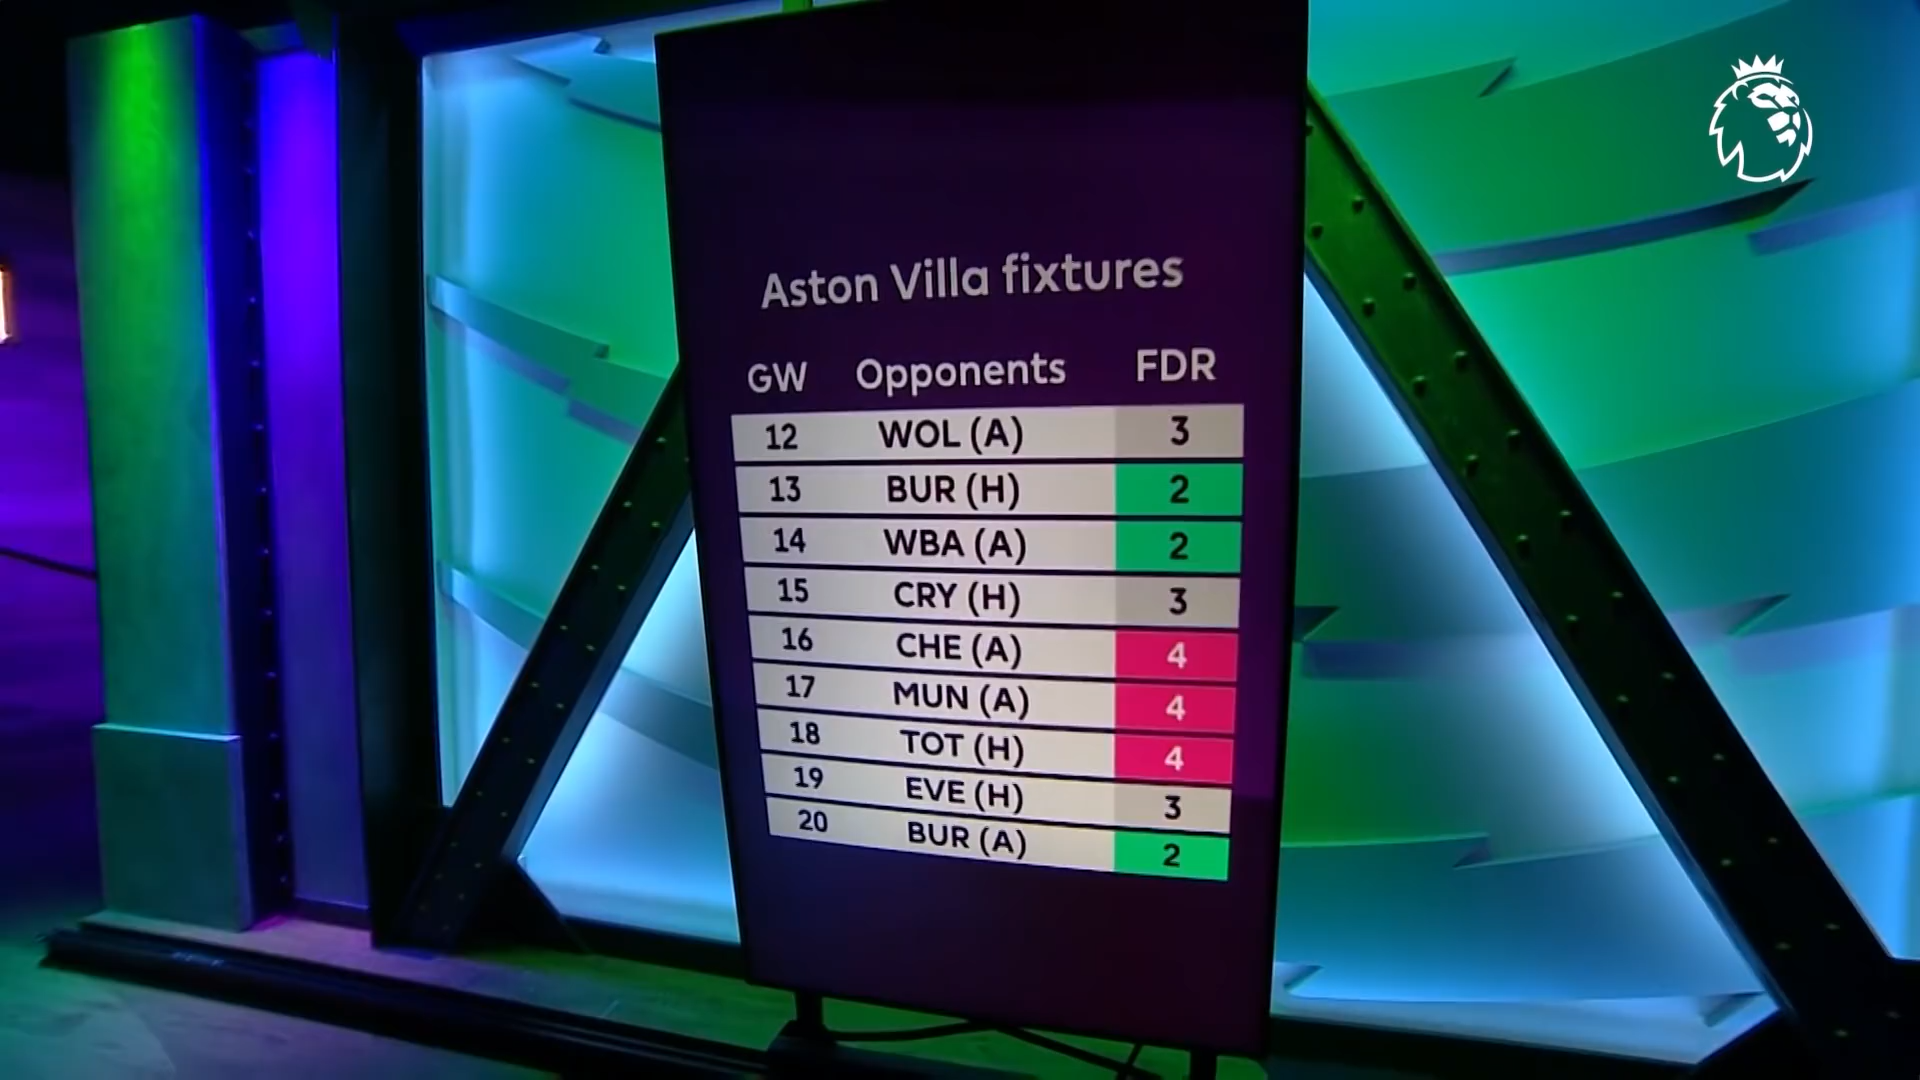 Aston Villa fixtures
GW Opponents FDR
12 WOL (A) 3
13 BUR (H) 2
14 WBA (A) 2
15 CRY (H) 3
16 CHE (A) 4
17 MUN (A) 4
18 TOT (H) 4
19 EVE (H) 3
20 BUR (A) 2